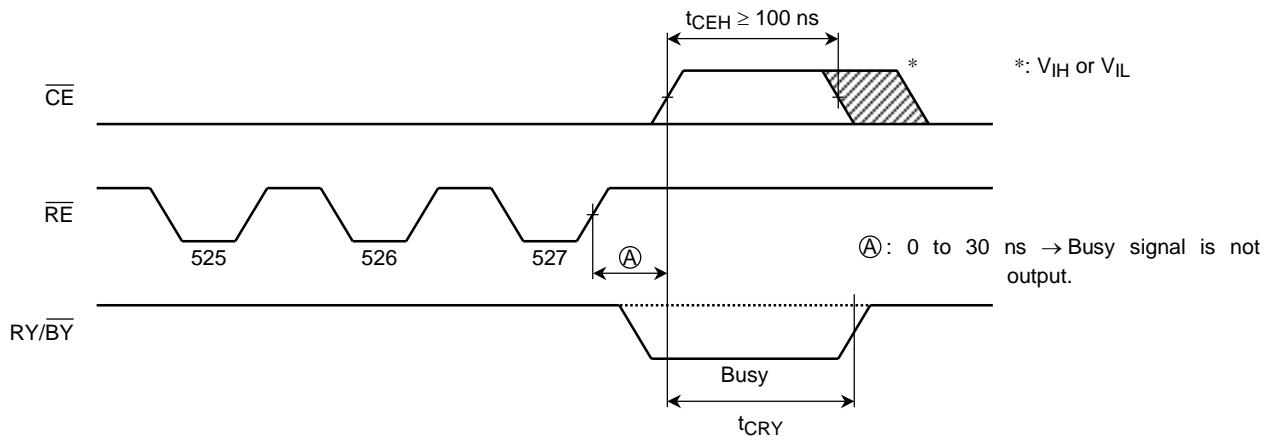 tCEH ≥ 100 ns
CE
*
*: VIH or VIL
RE
525
526
527
A
A : 0 to 30 ns → Busy signal is not
output.
RY/BY
Busy
tCRY